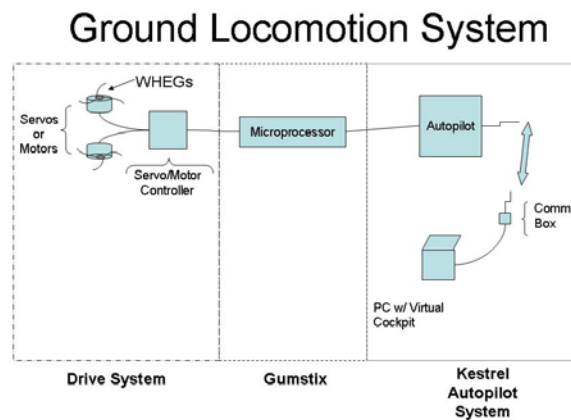 Ground Locomotion System
WHEGs
Servos
or
Motors
Servo/Motor
Controller
Microprocessor
Autopilot
Comm
Box
PC w/ Virtual
Cockpit
Drive System
Gumstix
Kestrel
Autopilot
System